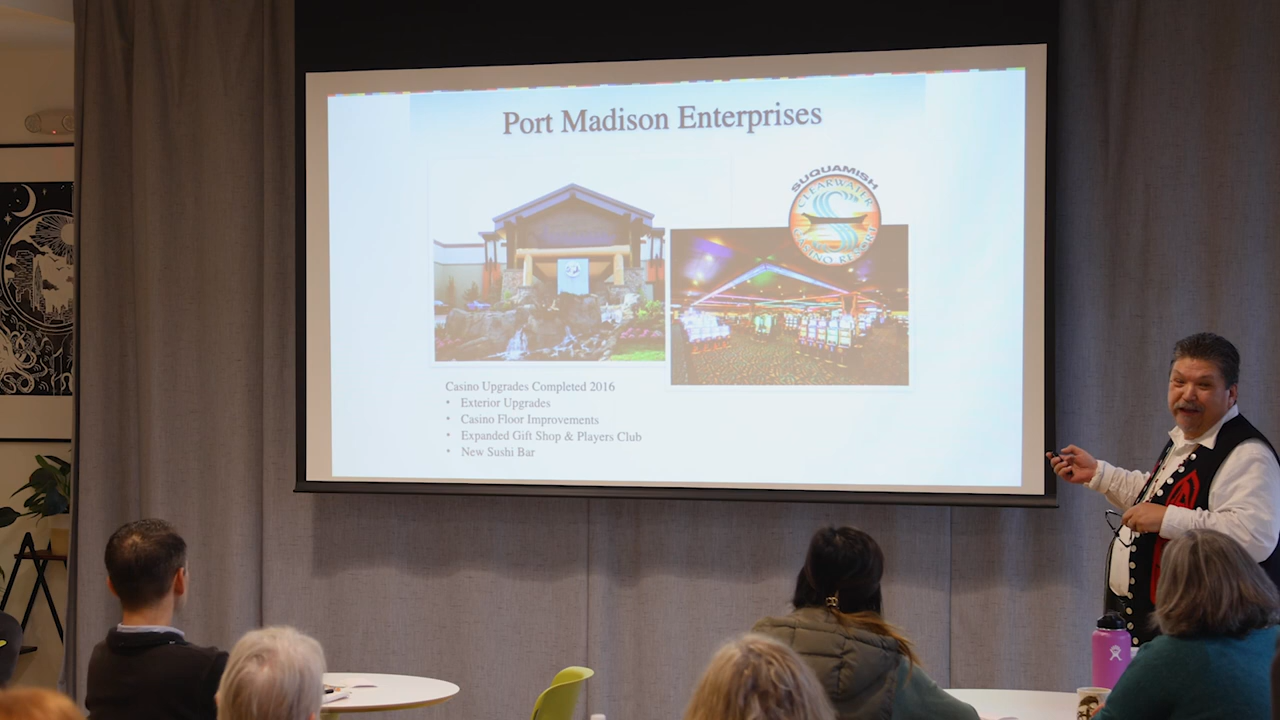 Port Madison Enterprises
SUQUAMISH
CLEARWATER
CASINO RESORT
Casino Upgrades Completed 2016
• Exterior Upgrades
• Casino Floor Improvements
• Expanded Gift Shop & Players Club
• New Sushi Bar